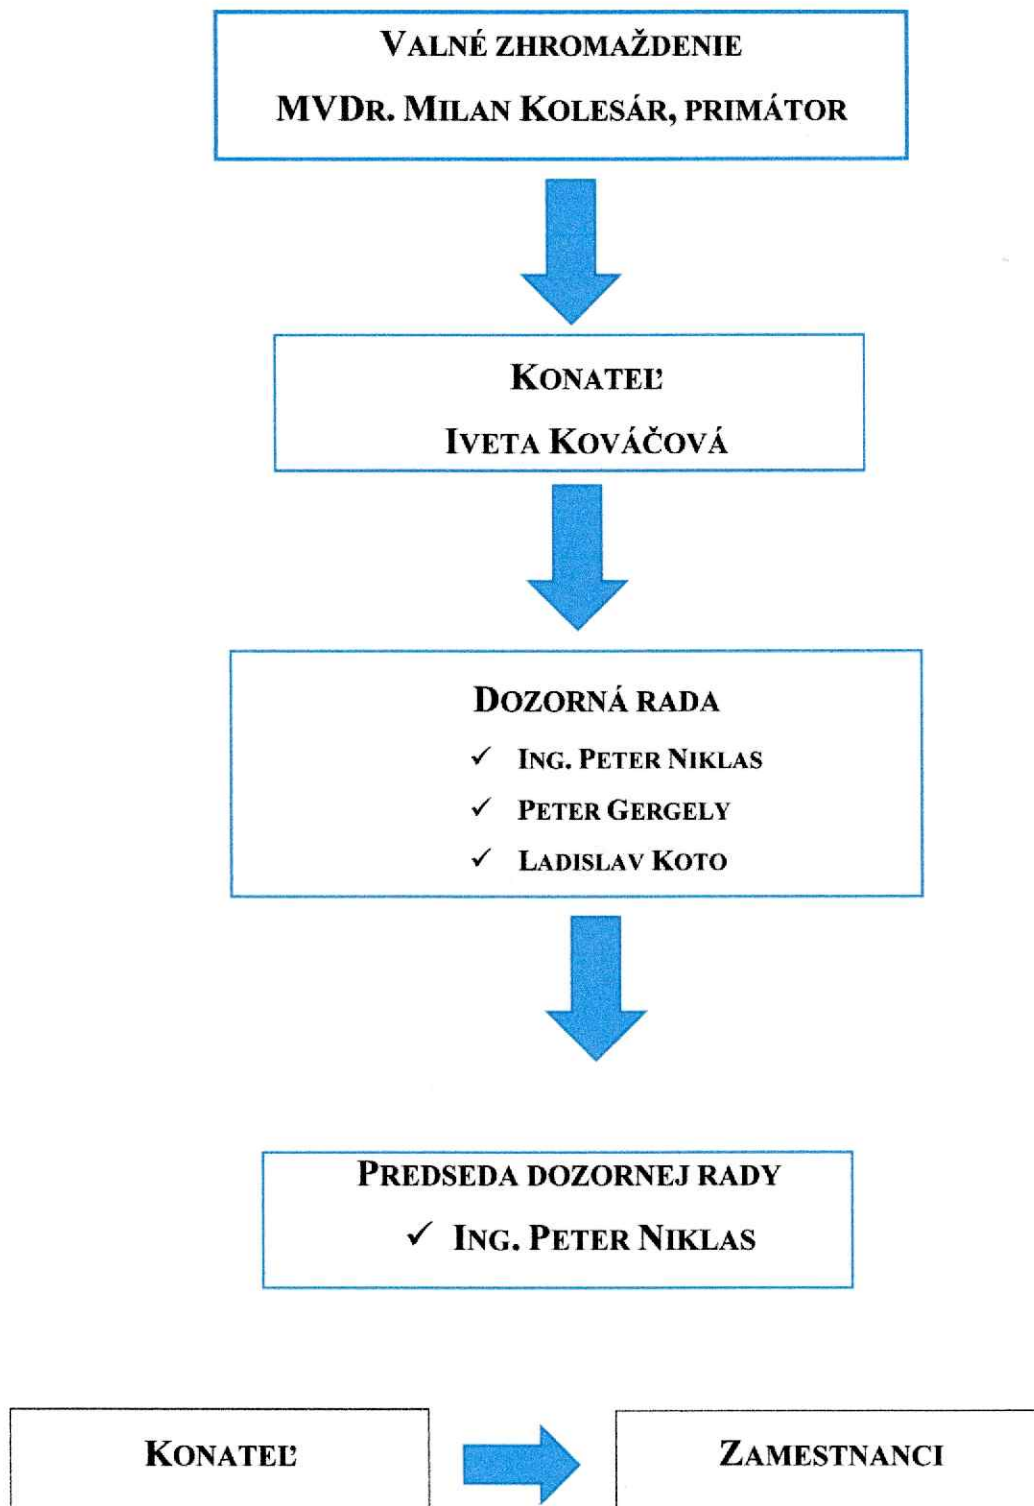 VALNÉ ZHROMAŽDENIE
MVDR. MILAN KOLESÁR, PRIMÁTOR
KONATEĽ
IVETA KOVÁČOVÁ
DOZORNÁ RADA
✓ ING. PETER NIKLAS
✓ PETER GERGELY
✓ LADISLAV KOTO
PREDSEDA DOZORNEJ RADY
✓ ING. PETER NIKLAS
KONATEĽ
ZAMESTNANCI